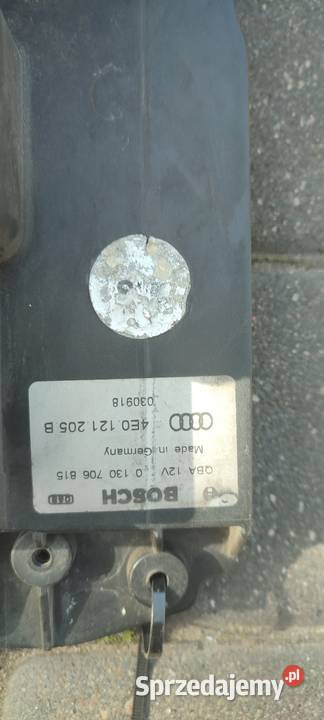 BOSCH
QBA 12V 0 130 706 815
Made in Germany
4E0 121 205 B
030918
Sprzedajemy.pl